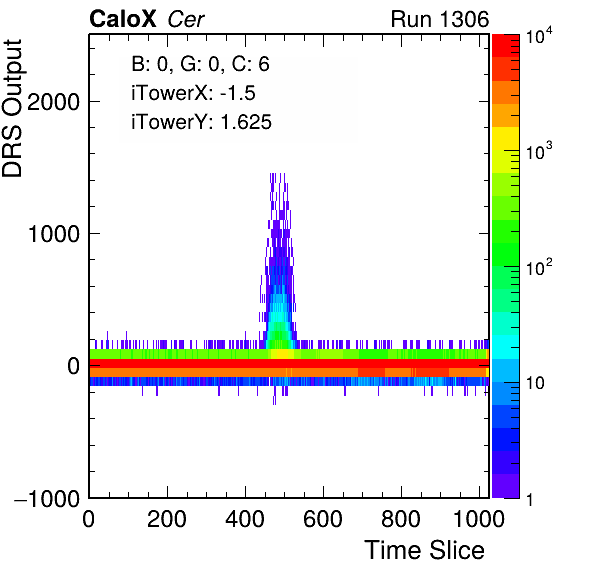 CaloX Cer Run 1306
B: 0, G: 0, C: 6
iTowerX: -1.5
iTowerY: 1.625
DRS Output
2000
1000
0
−1000
0 200 400 600 800 1000
Time Slice
10⁴
10³
10²
10
1